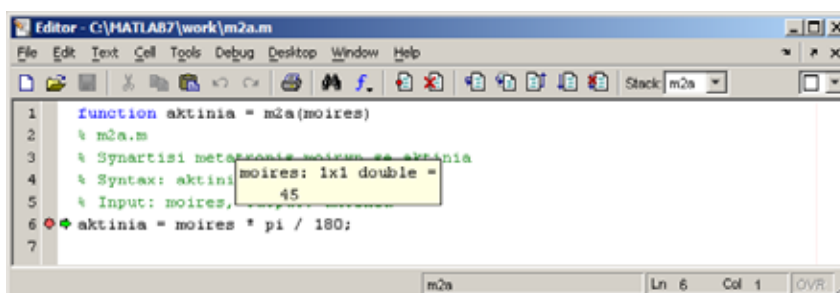 Editor - C:\MATLAB7\work\m2a.m
File Edit Text Cell Tools Debug Desktop Window Help
Stack: m2a
1 function aktinia = m2a(moires)
2 % m2a.m
3 % Synartisi metatropis moirwn se aktinia
4 % Syntax: aktini
5 % Input: moires,
moires: 1x1 double =
45
6 aktinia = moires * pi / 180;
7
m2a Ln 6 Col 1 OVR